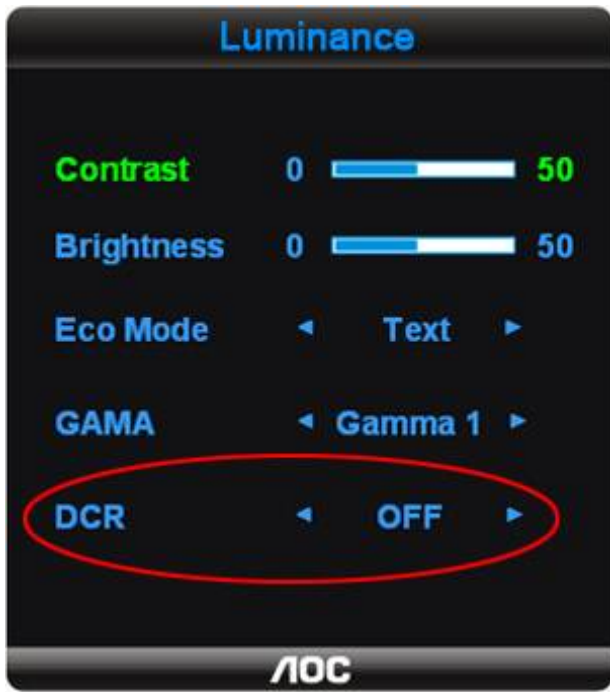 Luminance
Contrast 0 50
Brightness 0 50
Eco Mode Text
GAMA Gamma 1
DCR OFF
AOC